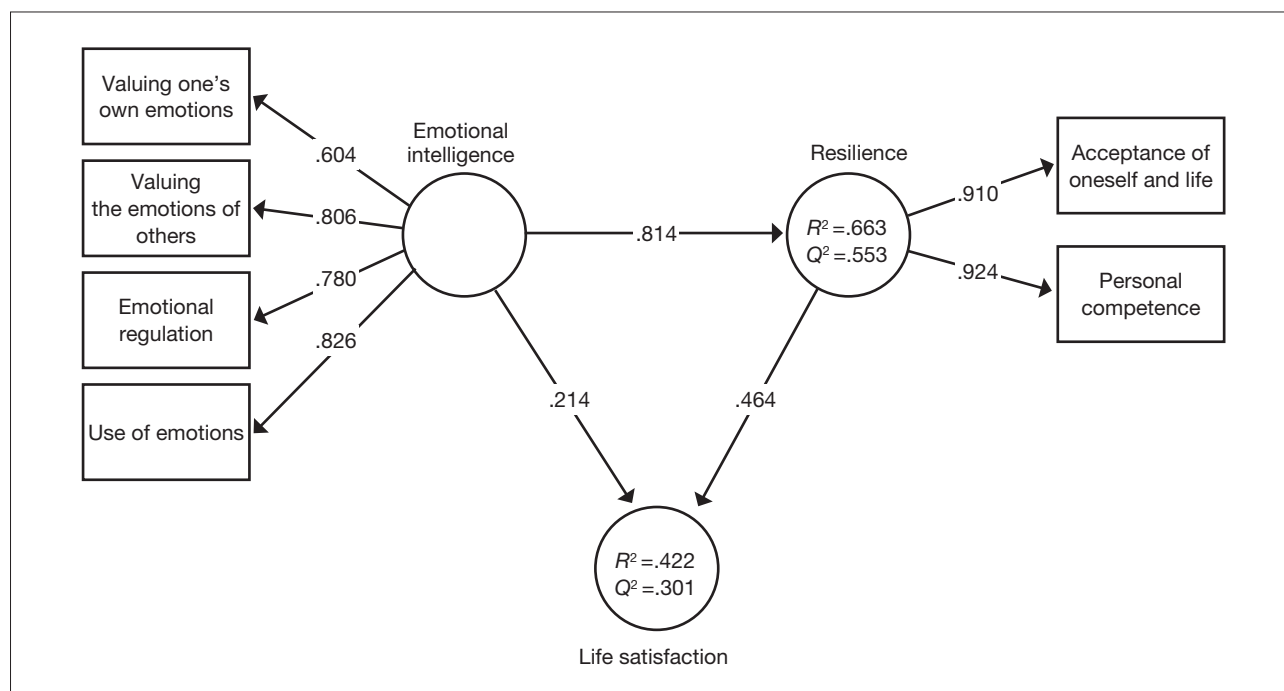 Valuing one's
own emotions
Valuing
the emotions of
others
Emotional
regulation
Use of emotions
.604
.806
.780
.826
Emotional
intelligence
.814
.214
.464
Resilience
R² =.663
Q² =.553
.910
.924
Acceptance of
oneself and life
Personal
competence
R² =.422
Q² =.301
Life satisfaction